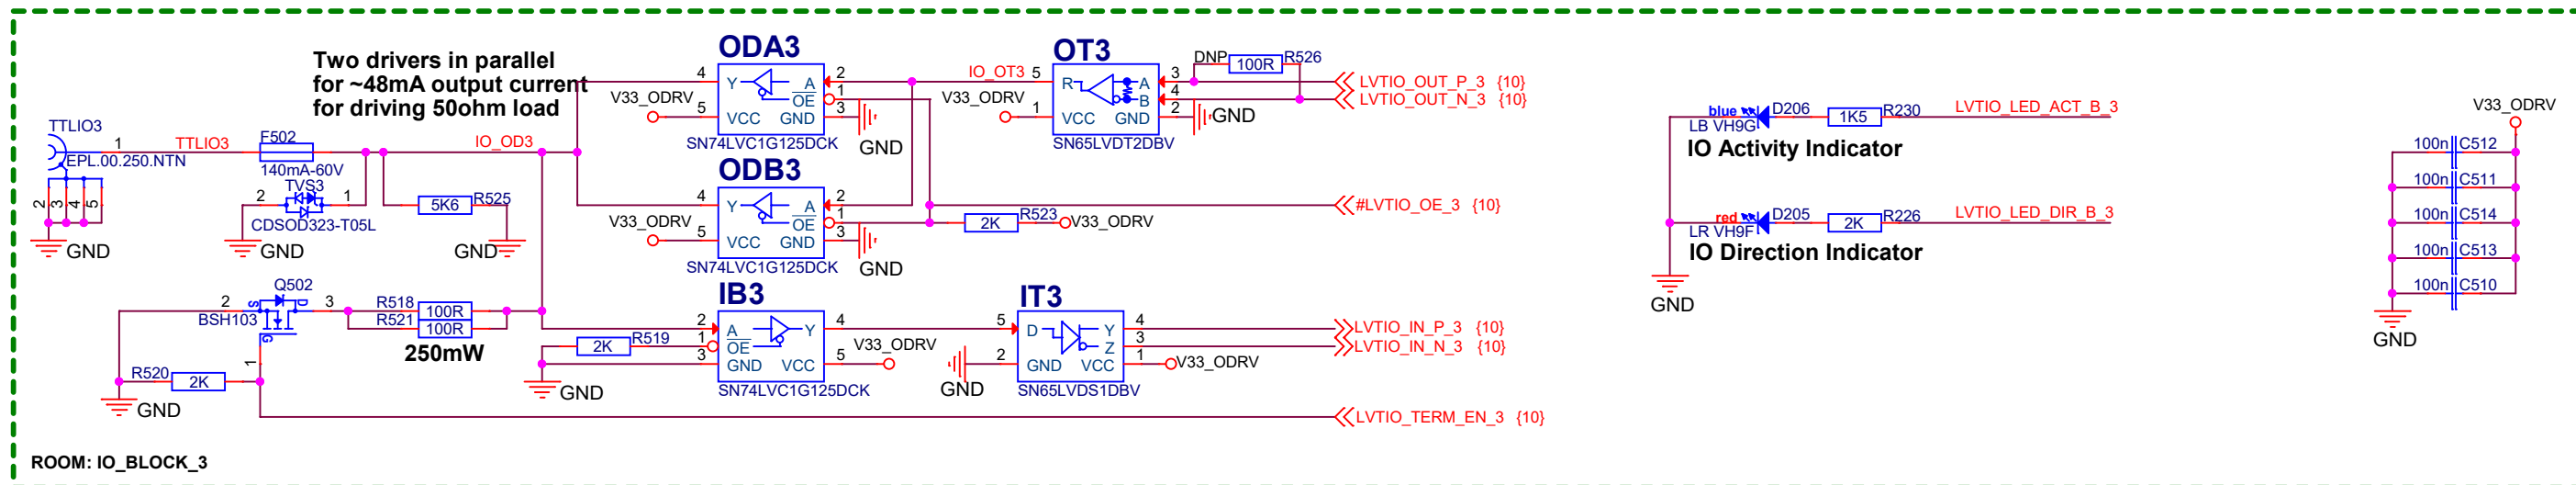 Two drivers in parallel
for ~48mA output current
for driving 50ohm load
TTLIO3
1
EPL.00.250.NTN
2
3
4
5
GND
TTLIO3
F502
140mA-60V
TVS3
2
1
CDSOD323-T05L
GND
5K6
R525
GND
IO_OD3
ODA3
4
Y
A
2
OE
1
V33_ODRV
5
VCC
GND
3
SN74LVC1G125DCK
GND
ODB3
4
Y
A
2
OE
1
V33_ODRV
5
VCC
GND
3
SN74LVC1G125DCK
GND
2K
R523
V33_ODRV
OT3
IO_OT3
5
R
A
3
B
4
V33_ODRV
1
VCC
GND
2
SN65LVDT2DBV
GND
DNP
100R
R526
LVTIO_OUT_P_3 {10}
LVTIO_OUT_N_3 {10}
#LVTIO_OE_3 {10}
Q502
2
S
D
3
G
1
BSH103
R518
100R
R521
100R
250mW
R520
2K
GND
IB3
2
A
Y
4
1
OE
3
GND
VCC
5
V33_ODRV
SN74LVC1G125DCK
2K
R519
GND
IT3
5
D
Y
4
Z
3
2
GND
VCC
1
V33_ODRV
SN65LVDS1DBV
GND
LVTIO_IN_P_3 {10}
LVTIO_IN_N_3 {10}
LVTIO_TERM_EN_3 {10}
blue
D206
LB VH9G
1K5
R230
LVTIO_LED_ACT_B_3
IO Activity Indicator
red
D205
LR VH9F
2K
R226
LVTIO_LED_DIR_B_3
IO Direction Indicator
GND
V33_ODRV
100n
C512
100n
C511
100n
C514
100n
C513
100n
C510
GND
ROOM: IO_BLOCK_3